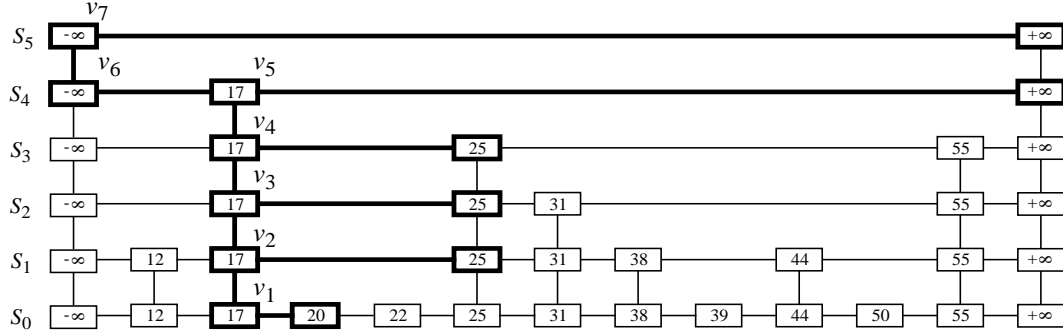 v7
S5 -∞ +∞
v6 v5
S4 -∞ 17 +∞
v4
S3 -∞ 17 25 55 +∞
v3
S2 -∞ 17 25 31 55 +∞
v2
S1 -∞ 12 17 25 31 38 44 55 +∞
v1
S0 -∞ 12 17 20 22 25 31 38 39 44 50 55 +∞